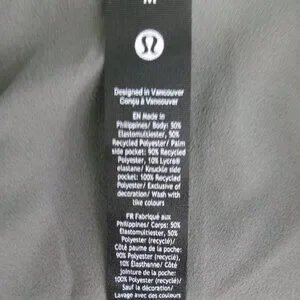 M
Designed in Vancouver
Conçu à Vancouver
EN Made in
Philippines/ Body: 50%
Elastomultiester, 50%
Recycled Polyester/ Palm
side pocket: 90% Recycled
Polyester, 10% Lycra®
elastane/ Knuckle side
pocket: 100% Recycled
Polyester/ Exclusive of
decoration/ Wash with
like colours
FR Fabriqué aux
Philippines/ Corps: 50%
Elastomultiester, 50%
Polyester (recyclé)/
Côté paume de la poche:
90% Polyester (recyclé),
10% Élasthanne/ Côté
jointure de la poche:
100% Polyester (recyclé)/
Sauf la décoration/
Lavage avec des couleurs